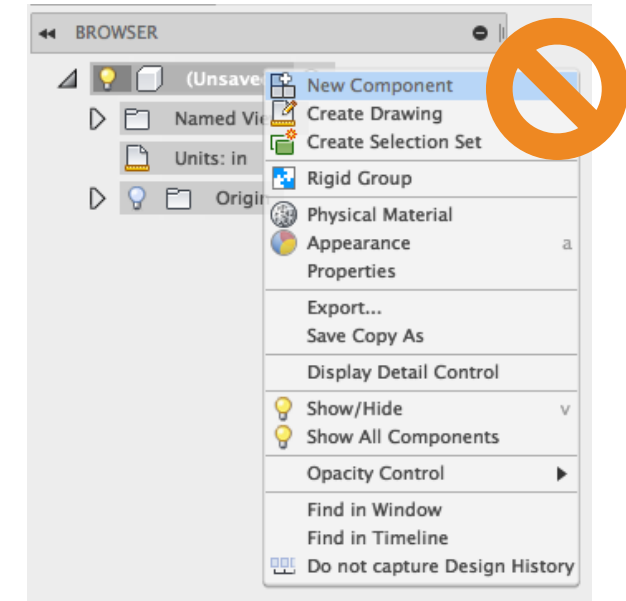 BROWSER
(Unsave
New Component
Named Vie
Create Drawing
Create Selection Set
Units: in
Rigid Group
Origin
Physical Material
Appearance a
Properties
Export...
Save Copy As
Display Detail Control
Show/Hide v
Show All Components
Opacity Control
Find in Window
Find in Timeline
Do not capture Design History